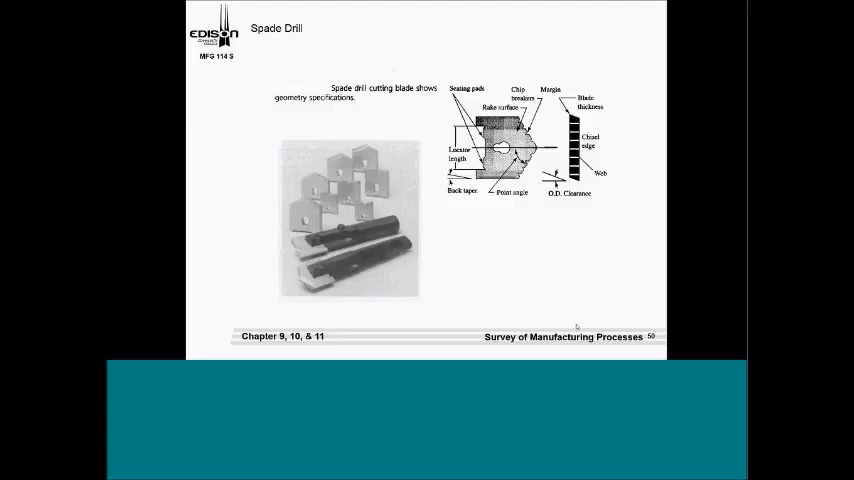 EDISON
COMMUNITY
COLLEGE
MFG 114 S
Spade Drill
Spade drill cutting blade shows
geometry specifications.
Seating pads
Chip
breakers
Margin
Rake surface
Blade
thickness
Chisel
edge
Locator
length
Web
Back taper
Point angle
O.D. Clearance
Chapter 9, 10, & 11
Survey of Manufacturing Processes 50